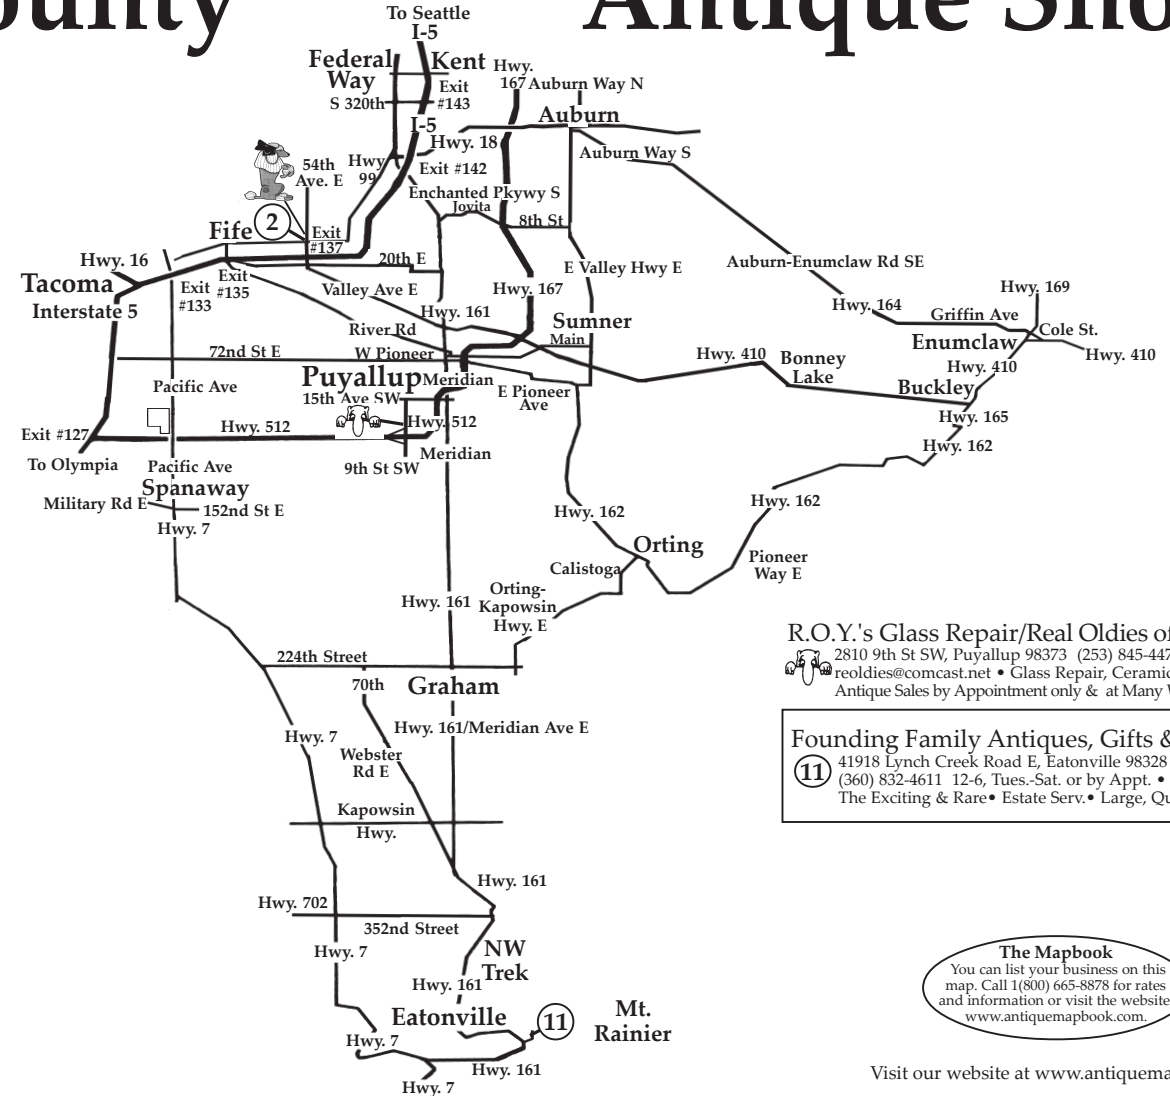 Antique
To Seattle
I-5
Federal
Way
Kent
Hwy.
167
Auburn Way N
S 320th
Exit
#143
Auburn
I-5
Hwy. 18
Auburn Way S
54th
Ave. E
Hwy
99
Exit #142
Enchanted Pkywy S
Jovita
8th St
Fife
2
Exit
#137
Hwy. 16
20th E
E Valley Hwy E
Auburn-Enumclaw Rd SE
Tacoma
Interstate 5
Exit
#133
Exit
#135
Valley Ave E
Hwy. 167
Hwy. 169
Hwy. 161
Hwy. 164
Griffin Ave
Cole St.
River Rd
Sumner
Main
Enumclaw
72nd St E
W Pioneer
Hwy. 410
Bonney
Lake
Hwy. 410
Hwy. 410
Puyallup
Meridian
Pacific Ave
15th Ave SW
E Pioneer
Ave
Buckley
Hwy. 165
Exit #127
Hwy. 512
Hwy. 512
Hwy. 162
To Olympia
Pacific Ave
9th St SW
Meridian
Spanaway
Military Rd E
152nd St E
Hwy. 7
Hwy. 162
Hwy. 162
Orting
Calistoga
Pioneer
Way E
Hwy. 161
Orting-
Kapowsin
Hwy. E
224th Street
70th
Graham
Hwy. 7
Hwy. 161/Meridian Ave E
Webster
Rd E
Kapowsin
Hwy.
Hwy. 161
Hwy. 702
352nd Street
Hwy. 7
NW
Trek
Hwy. 161
Eatonville
11
Mt.
Rainier
Hwy. 7
Hwy. 161
Hwy. 7
R.O.Y.'s Glass Repair/Real Oldies
2810 9th St SW, Puyallup 98373 (253) 845-447
reoldies@comcast.net • Glass Repair, Ceramic
Antique Sales by Appointment only & at Many
Founding Family Antiques, Gifts &
11
41918 Lynch Creek Road E, Eatonville 98328
(360) 832-4611 12-6, Tues.-Sat. or by Appt. •
The Exciting & Rare• Estate Serv.• Large,
The Mapbook
You can list your business on this
map. Call 1(800) 665-8878 for rates
and information or visit the website
www.antiquemapbook.com.
Visit our website at www.antiquema